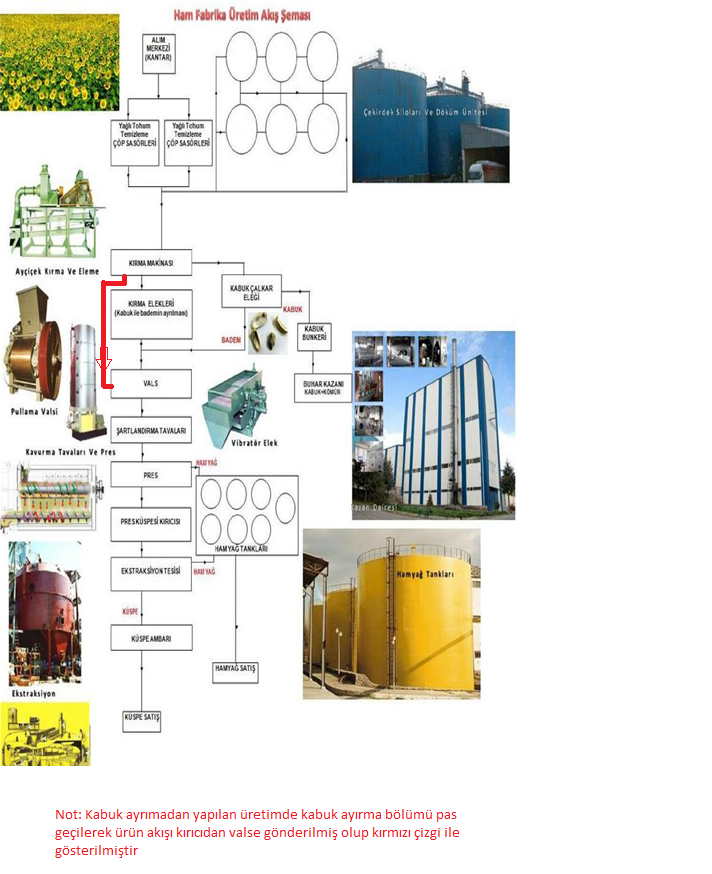 Ham Fabrika Üretim Akış Şeması
ALIM
MERKEZİ
(KANTAR)
Yağlı Tohum
Temizleme
ÇÖP SASÖRLERİ
Yağlı Tohum
Temizleme
ÇÖP SASÖRLERİ
Çekirdek Siloları Ve Döküm Ünitesi
KIRMA MAKİNASI
Ayçiçek Kırma Ve Eleme
KABUK ÇALKAR
ELEĞİ
KIRMA ELEKLERİ
(Kabuk ile bademin ayrılması)
KABUK
BADEM
KABUK
BUNKERİ
VALS
BUHAR KAZANI
KABUK+KÖMÜR
Pullama Valsi
ŞARTLANDIRMA TAVALARI
Vibratör Elek
Kavurma Tavaları Ve Pres
HAM YAĞ
PRES
Kazan Dairesi
PRES KÜSPESİ KIRICISI
HAM YAĞ TANKLARI
EKSTRAKSİYON TESİSİ
HAM YAĞ
Hamyağ Tankları
KÜSPE
KÜSPE AMBARI
HAMYAĞ SATIŞ
Ekstraksiyon
KÜSPE SATIŞ
Not: Kabuk ayrımadan yapılan üretimde kabuk ayırma bölümü pas
geçilerek ürün akışı kırıcıdan valse gönderilmiş olup kırmızı çizgi ile
gösterilmiştir